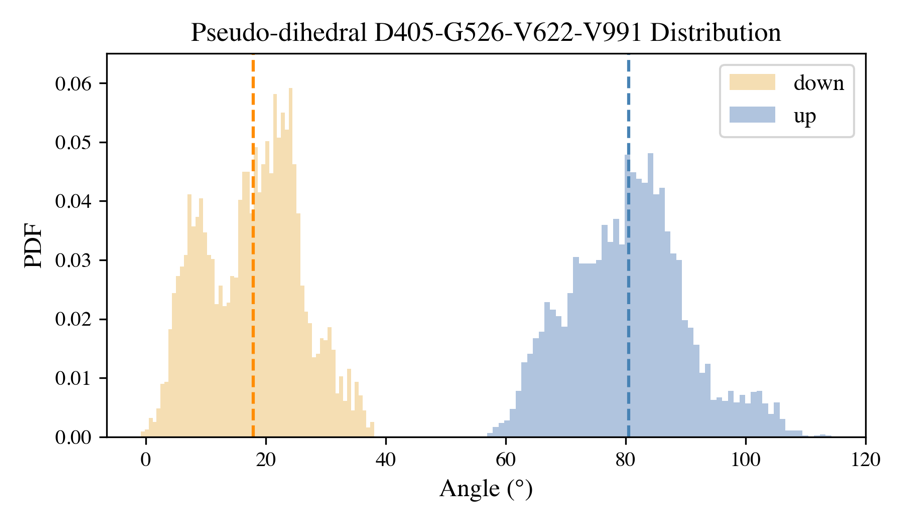 Pseudo-dihedral D405-G526-V622-V991 Distribution
down
up
PDF
0.06
0.05
0.04
0.03
0.02
0.01
0.00
0 20 40 60 80 100 120
Angle (°)